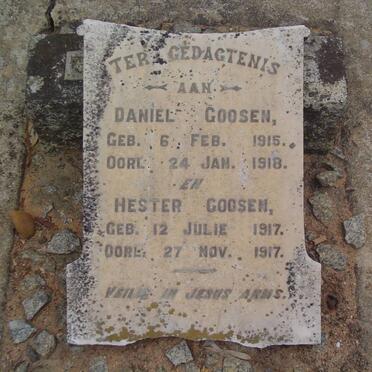 TER GEDAGTENIS
AAN
DANIEL GOOSEN,
GEB. 6 FEB. 1915.
OORL. 24 JAN. 1918.
EN
HESTER GOOSEN,
GEB. 12 JULIE 1917.
OORL. 27 NOV. 1917.
VEILIG IN JESUS ARMS.